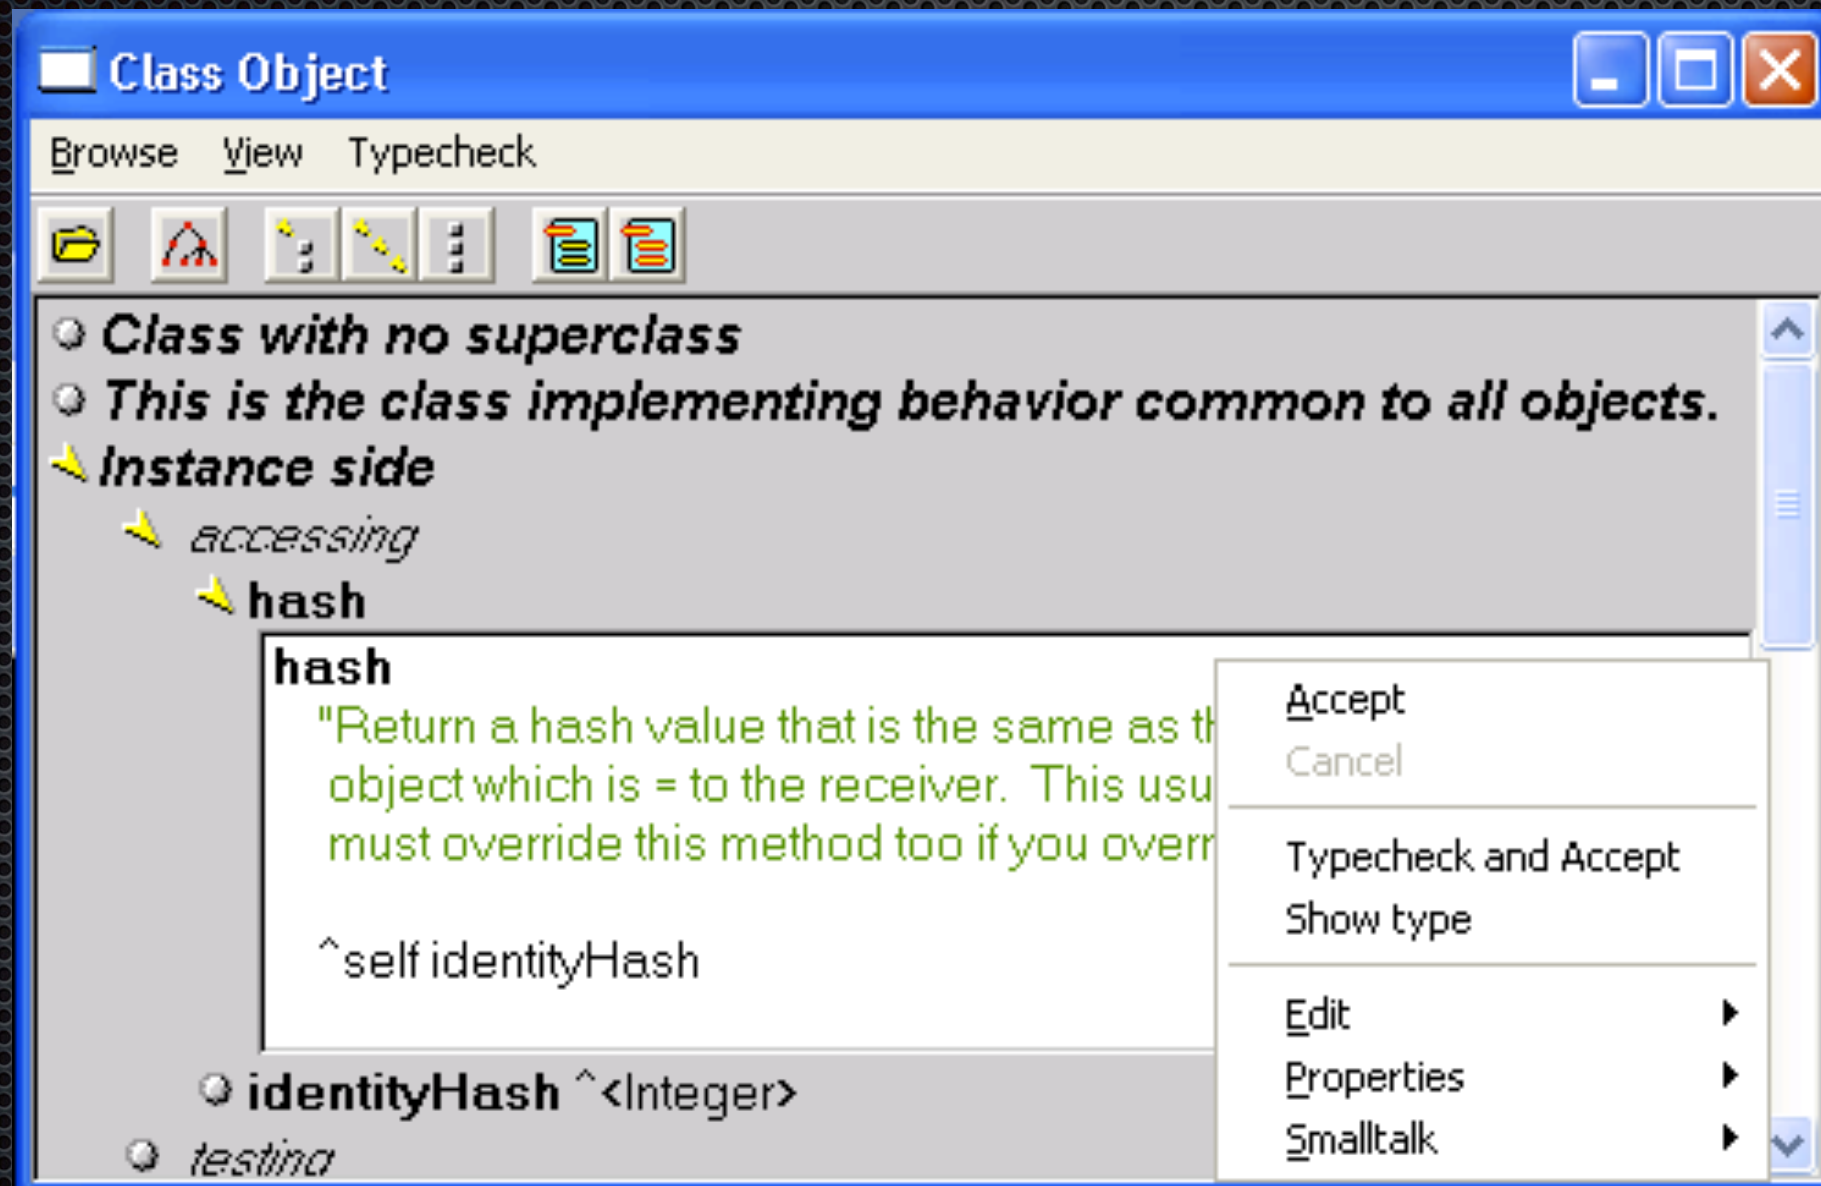 Class Object
Browse View Typecheck
Class with no superclass
This is the class implementing behavior common to all objects.
Instance side
accessing
hash
hash
"Return a hash value that is the same as
object which is = to the receiver. This
must override this method too if you
^self identityHash
identityHash ^<Integer>
testing
Accept
Cancel
Typecheck and Accept
Show type
Edit
Properties
Smalltalk